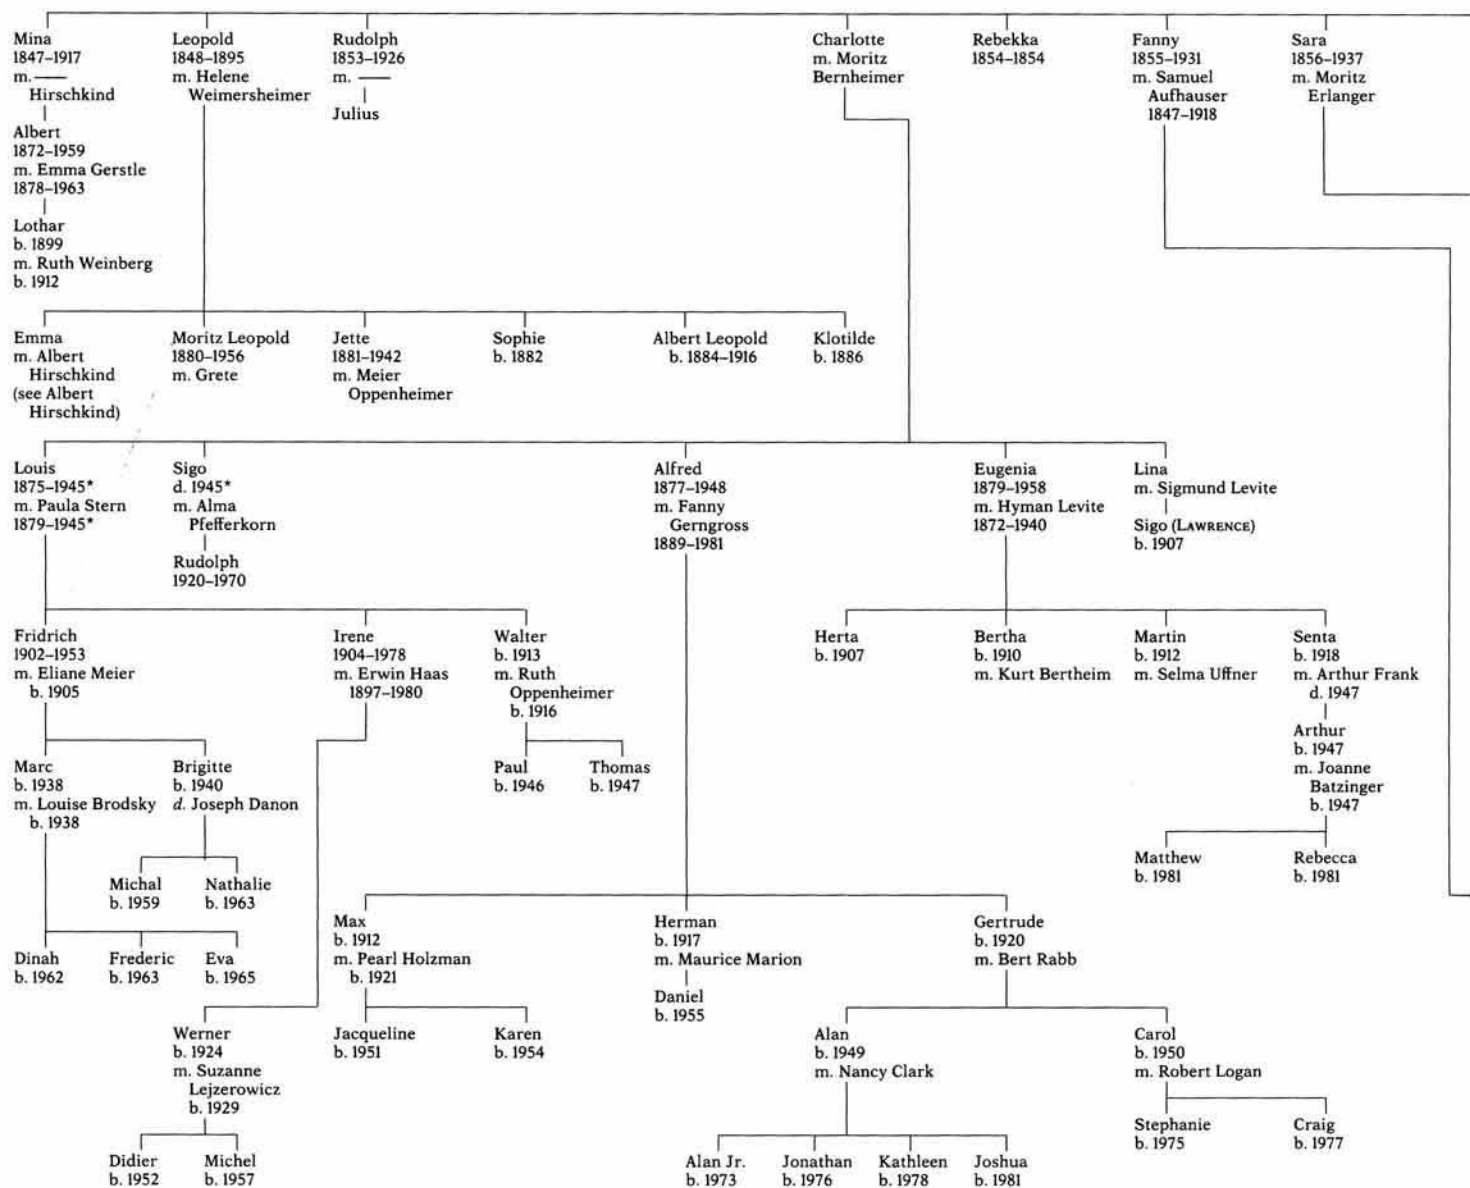 Mina
1847–1917
m. ——
Hirschkind
Albert
1872–1959
m. Emma Gerstle
1878–1963
Lothar
b. 1899
m. Ruth Weinberg
b. 1912
Leopold
1848–1895
m. Helene
Weimersheimer
Rudolph
1853–1926
m. ——
Julius
Charlotte
m. Moritz
Bernheimer
Rebekka
1854–1854
Fanny
1855–1931
m. Samuel
Aufhauser
1847–1918
Sara
1856–1937
m. Moritz
Erlanger
Emma
m. Albert
Hirschkind
(see Albert
Hirschkind)
Moritz Leopold
1880–1956
m. Grete
Jette
1881–1942
m. Meier
Oppenheimer
Sophie
b. 1882
Albert Leopold
b. 1884–1916
Klotilde
b. 1886
Louis
1875–1945*
m. Paula Stern
1879–1945*
Sigo
d. 1945*
m. Alma
Pfefferkorn
Rudolph
1920–1970
Alfred
1877–1948
m. Fanny
Gerngross
1889–1981
Eugenia
1879–1958
m. Hyman Levite
1872–1940
Lina
m. Sigmund Levite
Sigo (LAWRENCE)
b. 1907
Fridrich
1902–1953
m. Eliane Meier
b. 1905
Irene
1904–1978
m. Erwin Haas
1897–1980
Walter
b. 1913
m. Ruth
Oppenheimer
b. 1916
Herta
b. 1907
Bertha
b. 1910
m. Kurt Bertheim
Martin
b. 1912
m. Selma Uffner
Senta
b. 1918
m. Arthur Frank
d. 1947
Arthur
b. 1947
m. Joanne
Batzinger
b. 1947
Marc
b. 1938
m. Louise Brodsky
b. 1938
Brigitte
b. 1940
d. Joseph Danon
Paul
b. 1946
Thomas
b. 1947
Matthew
b. 1981
Rebecca
b. 1981
Michal
b. 1959
Nathalie
b. 1963
Dinah
b. 1962
Frederic
b. 1963
Eva
b. 1965
Max
b. 1912
m. Pearl Holzman
b. 1921
Herman
b. 1917
m. Maurice Marion
Daniel
b. 1955
Gertrude
b. 1920
m. Bert Rabb
Werner
b. 1924
m. Suzanne
Lejzerowicz
b. 1929
Jacqueline
b. 1951
Karen
b. 1954
Alan
b. 1949
m. Nancy Clark
Carol
b. 1950
m. Robert Logan
Stephanie
b. 1975
Craig
b. 1977
Didier
b. 1952
Michel
b. 1957
Alan Jr.
b. 1973
Jonathan
b. 1976
Kathleen
b. 1978
Joshua
b. 1981